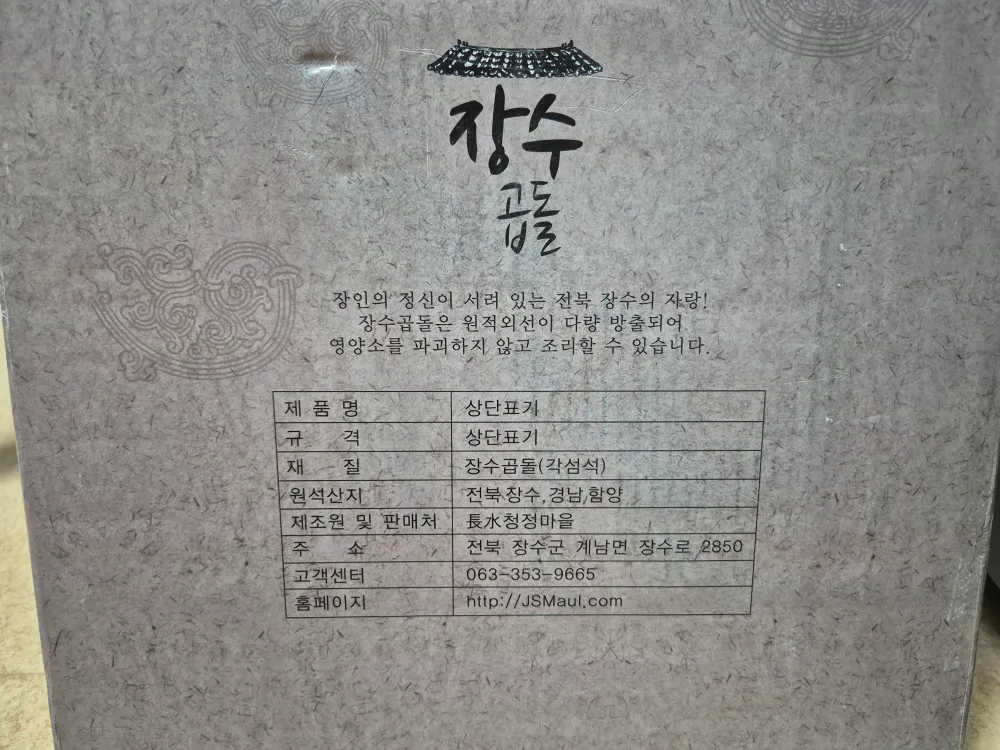 장수
곱돌
장인의 정신이 서려 있는 전북 장수의 자랑!
장수곱돌은 원적외선이 다량 방출되어
영양소를 파괴하지 않고 조리할 수 있습니다.
제 품 명 상단표기
규 격 상단표기
재 질 장수곱돌(각섬석)
원석산지 전북장수,경남,함양
제조원 및 판매처 長水청정마을
주 소 전북 장수군 계남면 장수로 2850
고객센터 063-353-9665
홈페이지 http://JSMaul.com